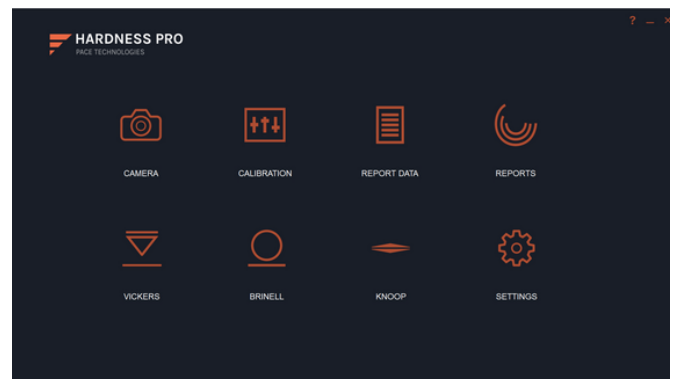 HARDNESS PRO
PACE TECHNOLOGIES
?
CAMERA
CALIBRATION
REPORT DATA
REPORTS
VICKERS
BRINELL
KNOOP
SETTINGS